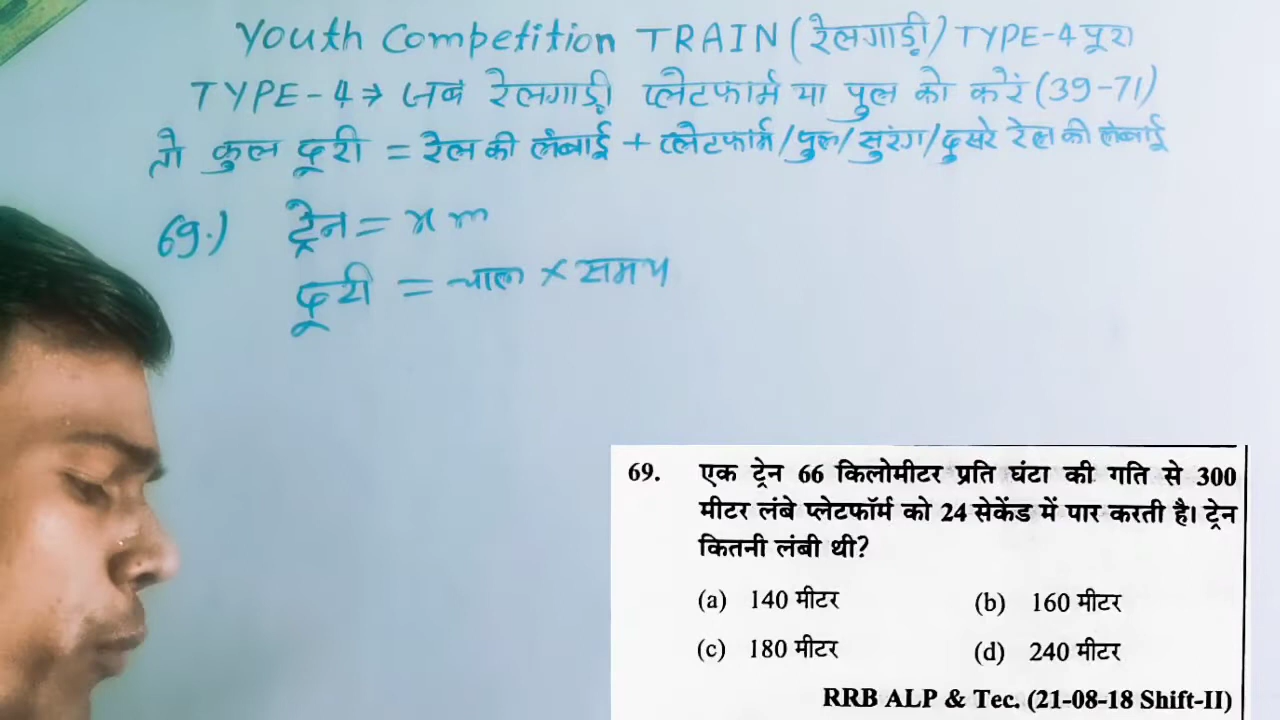 Youth Competition TRAIN (रेलगाड़ी) TYPE-4 पूरा
TYPE-4 → जब रेलगाड़ी प्लेटफार्म या पुल को करें (39-71)
तो कुल दूरी = रेल की लंबाई + प्लेटफार्म/पुल/सुरंग/दुसरे रेल की लंबाई
69.) ट्रेन = x m
दूरी = चाल × समय
69. एक ट्रेन 66 किलोमीटर प्रति घंटा की गति से 300
मीटर लंबे प्लेटफॉर्म को 24 सेकेंड में पार करती है। ट्रेन
कितनी लंबी थी?
(a) 140 मीटर (b) 160 मीटर
(c) 180 मीटर (d) 240 मीटर
RRB ALP & Tec. (21-08-18 Shift-II)